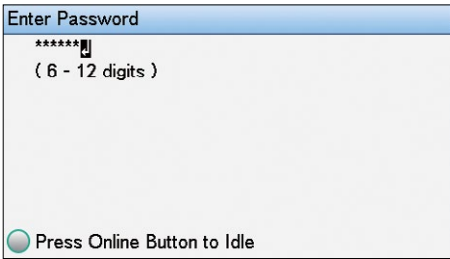 Enter Password
******↵
( 6 - 12 digits )
Press Online Button to Idle